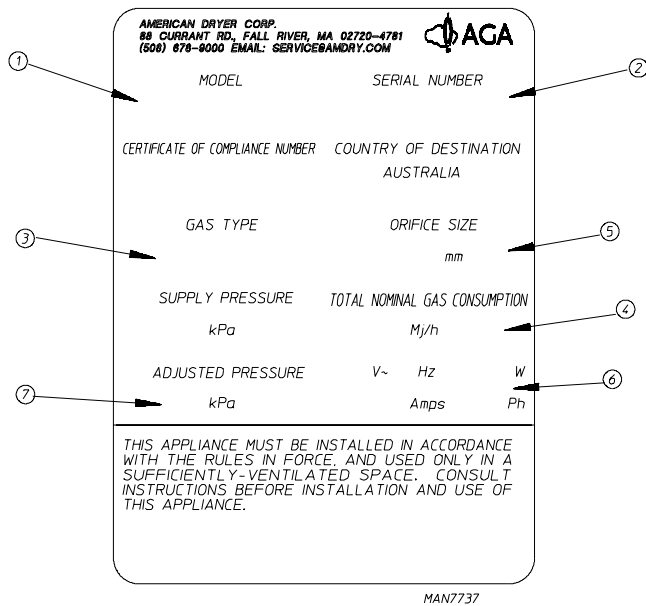 AMERICAN DRYER CORP.
88 CURRANT RD., FALL RIVER, MA 02720-4781
(508) 678-9000 EMAIL: SERVICE@AMDRY.COM
AGA
1
2
MODEL SERIAL NUMBER
CERTIFICATE OF COMPLIANCE NUMBER COUNTRY OF DESTINATION
AUSTRALIA
GAS TYPE ORIFICE SIZE
3
5
mm
SUPPLY PRESSURE TOTAL NOMINAL GAS CONSUMPTION
4
kPa Mj/h
ADJUSTED PRESSURE V~ Hz W
6
7
kPa Amps Ph
THIS APPLIANCE MUST BE INSTALLED IN ACCORDANCE
WITH THE RULES IN FORCE, AND USED ONLY IN A
SUFFICIENTLY-VENTILATED SPACE. CONSULT
INSTRUCTIONS BEFORE INSTALLATION AND USE OF
THIS APPLIANCE.
MAN7737